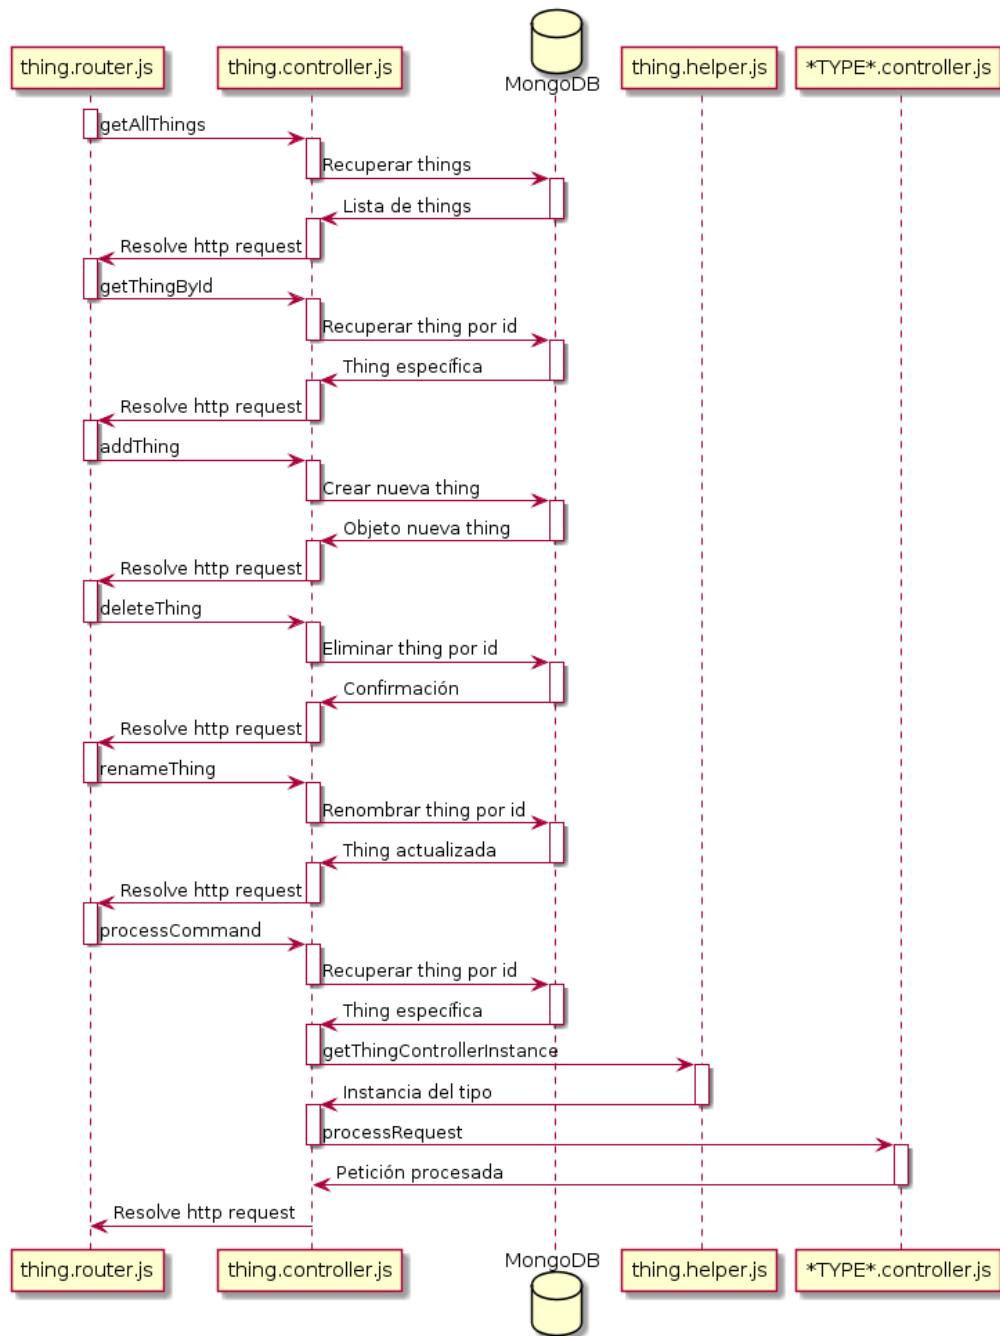 thing.router.js
thing.controller.js
MongoDB
thing.helper.js
*TYPE*.controller.js
getAllThings
Recuperar things
Lista de things
Resolve http request
getThingById
Recuperar thing por id
Thing específica
Resolve http request
addThing
Crear nueva thing
Objeto nueva thing
Resolve http request
deleteThing
Eliminar thing por id
Confirmación
Resolve http request
renameThing
Renombrar thing por id
Thing actualizada
Resolve http request
processCommand
Recuperar thing por id
Thing específica
getThingControllerInstance
Instancia del tipo
processRequest
Petición procesada
Resolve http request
thing.router.js
thing.controller.js
MongoDB
thing.helper.js
*TYPE*.controller.js